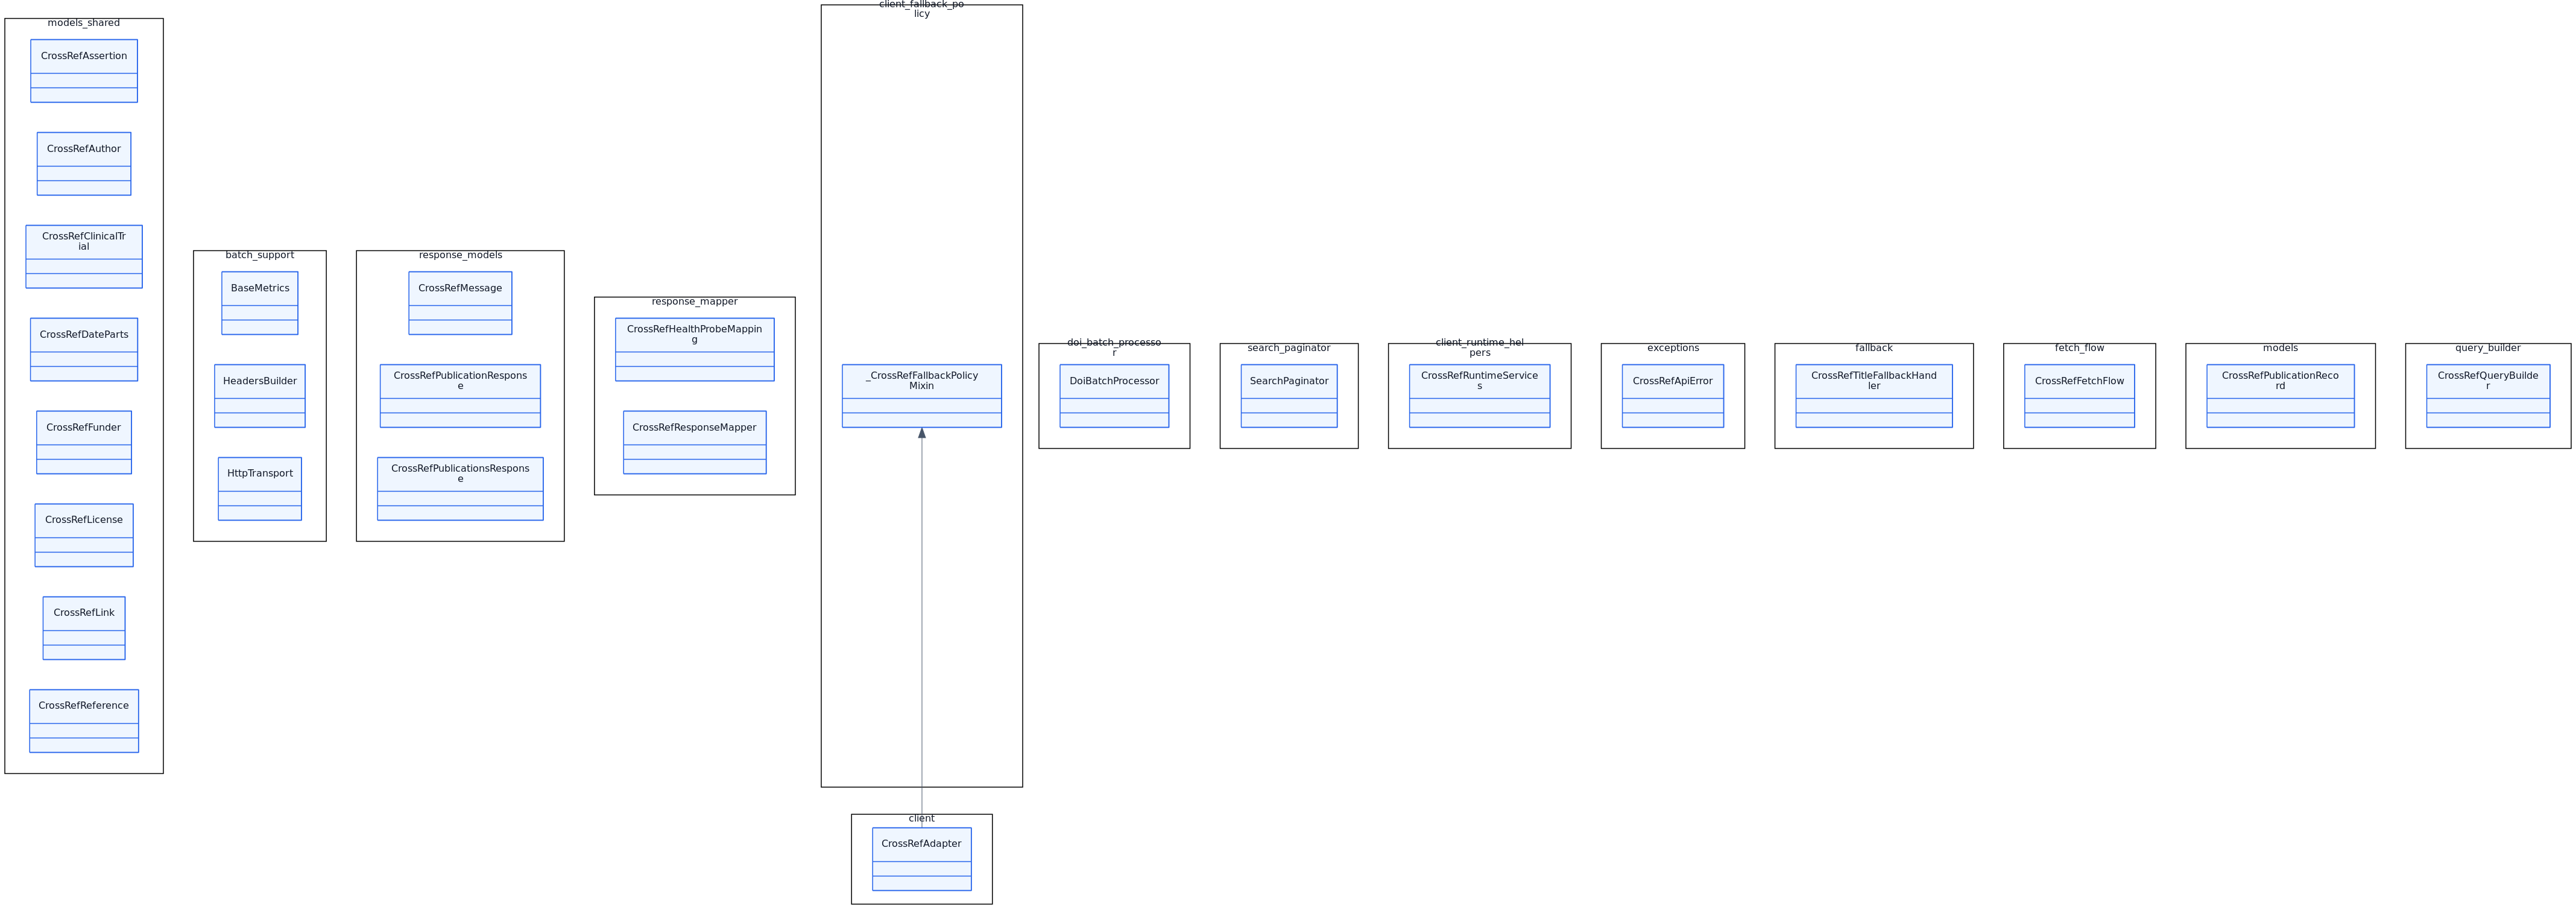 models_shared
CrossRefAssertion
CrossRefAuthor
CrossRefClinicalTr
ial
CrossRefDateParts
CrossRefFunder
CrossRefLicense
CrossRefLink
CrossRefReference
batch_support
BaseMetrics
HeadersBuilder
HttpTransport
response_models
CrossRefMessage
CrossRefPublicationRespons
e
CrossRefPublicationsRespons
e
response_mapper
CrossRefHealthProbeMappin
g
CrossRefResponseMapper
client_fallback_po
licy
_CrossRefFallbackPolicy
Mixin
client
CrossRefAdapter
doi_batch_processo
r
DoiBatchProcessor
search_paginator
SearchPaginator
client_runtime_hel
pers
CrossRefRuntimeService
s
exceptions
CrossRefApiError
fallback
CrossRefTitleFallbackHand
ler
fetch_flow
CrossRefFetchFlow
models
CrossRefPublicationReco
rd
query_builder
CrossRefQueryBuilde
r